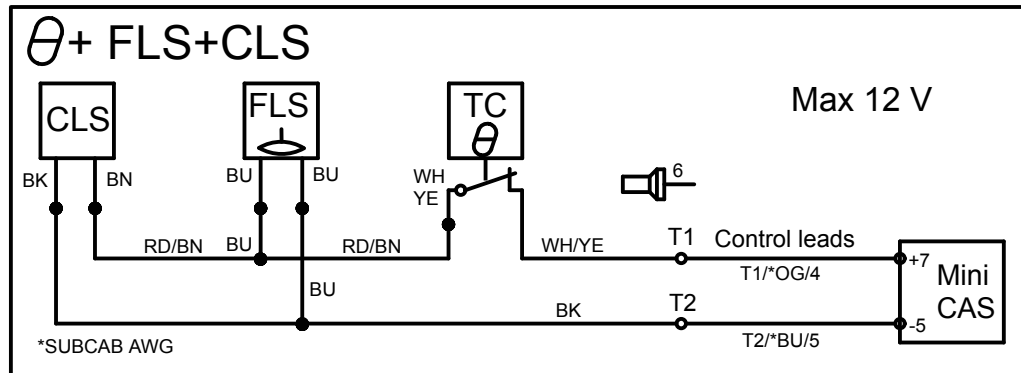 θ+ FLS+CLS
CLS
FLS
TC
θ
Max 12 V
BK
BN
BU
BU
WH
YE
6
RD/BN
BU
RD/BN
WH/YE
T1
Control leads
T1/*OG/4
+7
Mini
CAS
BU
BK
T2
-5
T2/*BU/5
*SUBCAB AWG